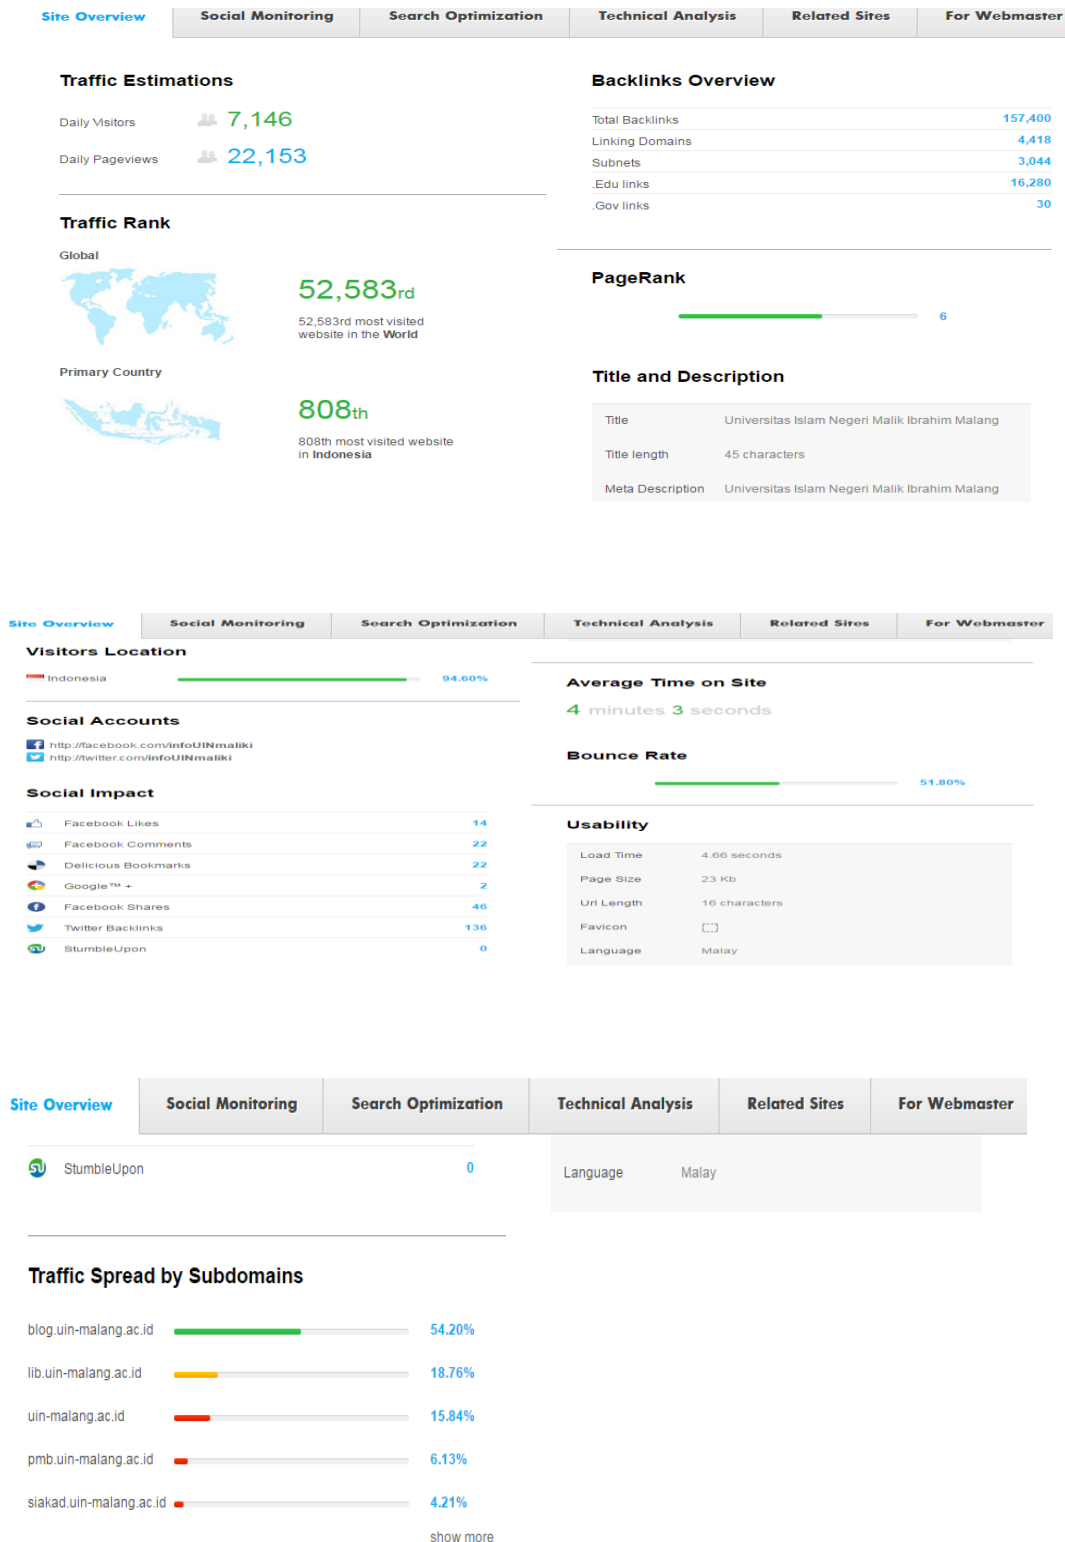 Site Overview Social Monitoring Search Optimization Technical Analysis Related Sites For Webmaster
Traffic Estimations
Daily Visitors 7,146
Daily Pageviews 22,153
Traffic Rank
Global
52,583rd
52,583rd most visited
website in the World
Primary Country
808th
808th most visited website
in Indonesia
Backlinks Overview
Total Backlinks 157,400
Linking Domains 4,418
Subnets 3,044
.Edu links 16,280
.Gov links 30
PageRank
6
Title and Description
Title Universitas Islam Negeri Malik Ibrahim Malang
Title length 45 characters
Meta Description Universitas Islam Negeri Malik Ibrahim Malang
Site Overview Social Monitoring Search Optimization Technical Analysis Related Sites For Webmaster
Visitors Location
Indonesia 94.60%
Social Accounts
http://facebook.com/infoUINmaliki
http://twitter.com/infoUINmaliki
Social Impact
Facebook Likes 14
Facebook Comments 22
Delicious Bookmarks 22
Google™ + 2
Facebook Shares 46
Twitter Backlinks 136
StumbleUpon 0
Average Time on Site
4 minutes 3 seconds
Bounce Rate
51.80%
Usability
Load Time 4.66 seconds
Page Size 23 Kb
Url Length 16 characters
Favicon
Language Malay
Site Overview Social Monitoring Search Optimization Technical Analysis Related Sites For Webmaster
StumbleUpon 0
Language Malay
Traffic Spread by Subdomains
blog.uin-malang.ac.id 54.20%
lib.uin-malang.ac.id 18.76%
uin-malang.ac.id 15.84%
pmb.uin-malang.ac.id 6.13%
siakad.uin-malang.ac.id 4.21%
show more